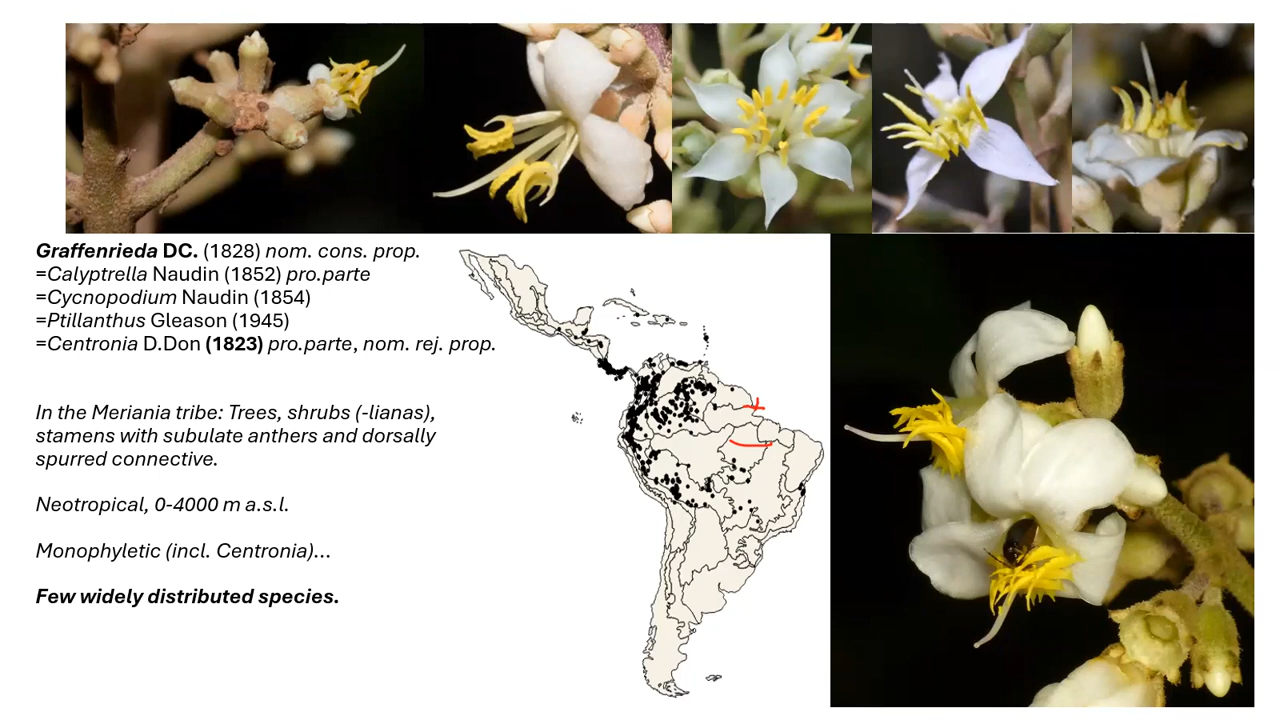 Graffenrieda DC. (1828) nom. cons. prop.
=Calyptrella Naudin (1852) pro.parte
=Cycnopodium Naudin (1854)
=Ptillanthus Gleason (1945)
=Centronia D.Don (1823) pro.parte, nom. rej. prop.
In the Meriania tribe: Trees, shrubs (-lianas),
stamens with subulate anthers and dorsally
spurred connective.
Neotropical, 0-4000 m a.s.l.
Monophyletic (incl. Centronia)...
Few widely distributed species.